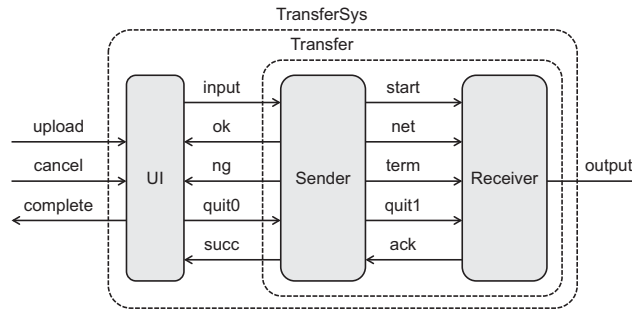 TransferSys
Transfer
input start
upload ok net
cancel UI ng Sender term Receiver output
complete quit0 quit1
succ ack